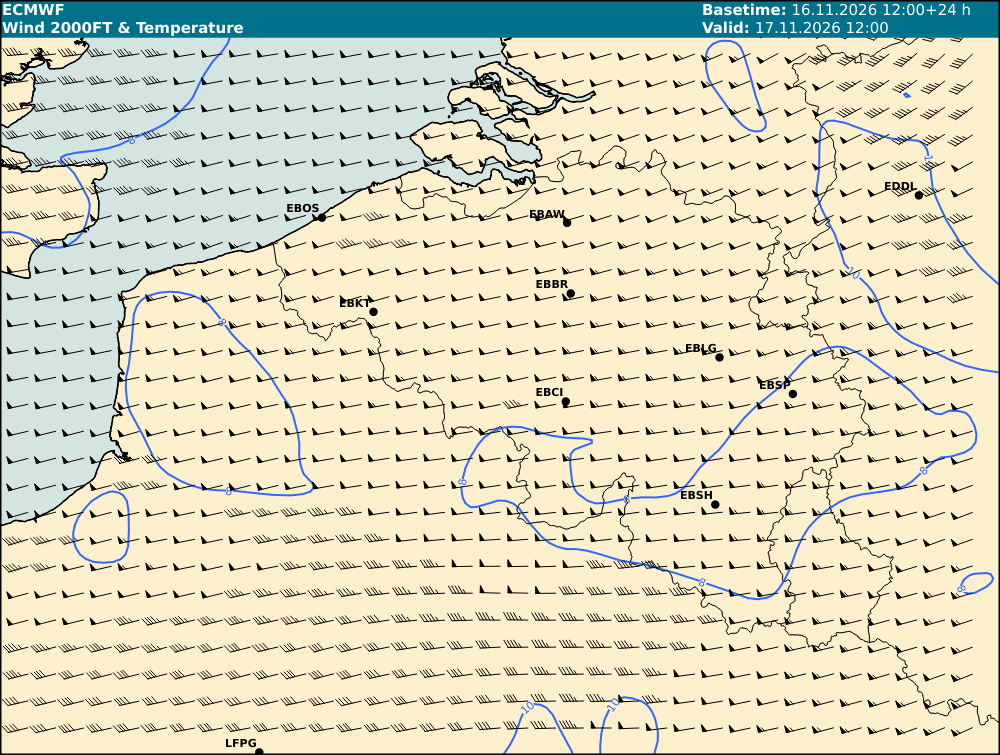 ECMWF
Basetime: 16.11.2026 12:00+24 h
Wind 2000FT & Temperature
Valid: 17.11.2026 12:00
8
EDDL
EBOS
EBAW
10
EBBR
EBKT
8
EBLG
EBSP
EBCI
8
8
8
8
EBSH
8
8
10
10
LFPG